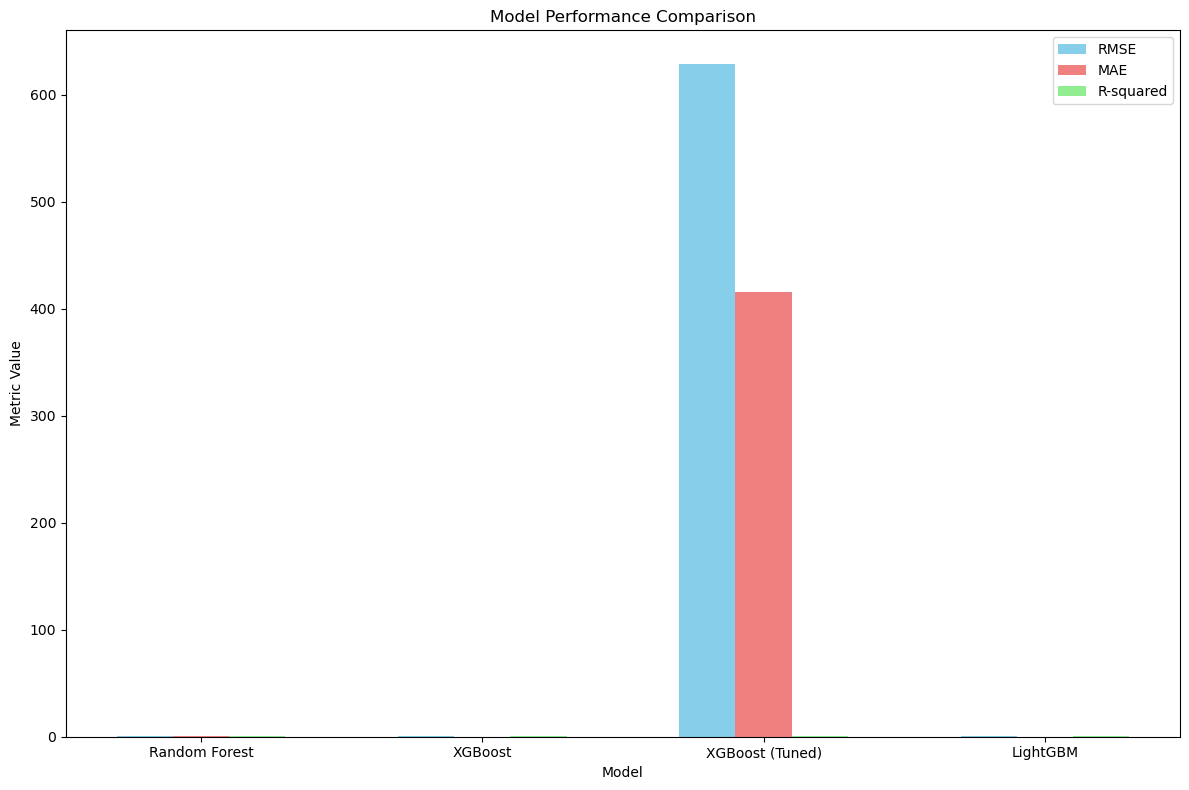 Model Performance Comparison
RMSE
MAE
R-squared
Metric Value
600
500
400
300
200
100
0
Random Forest
XGBoost
XGBoost (Tuned)
LightGBM
Model